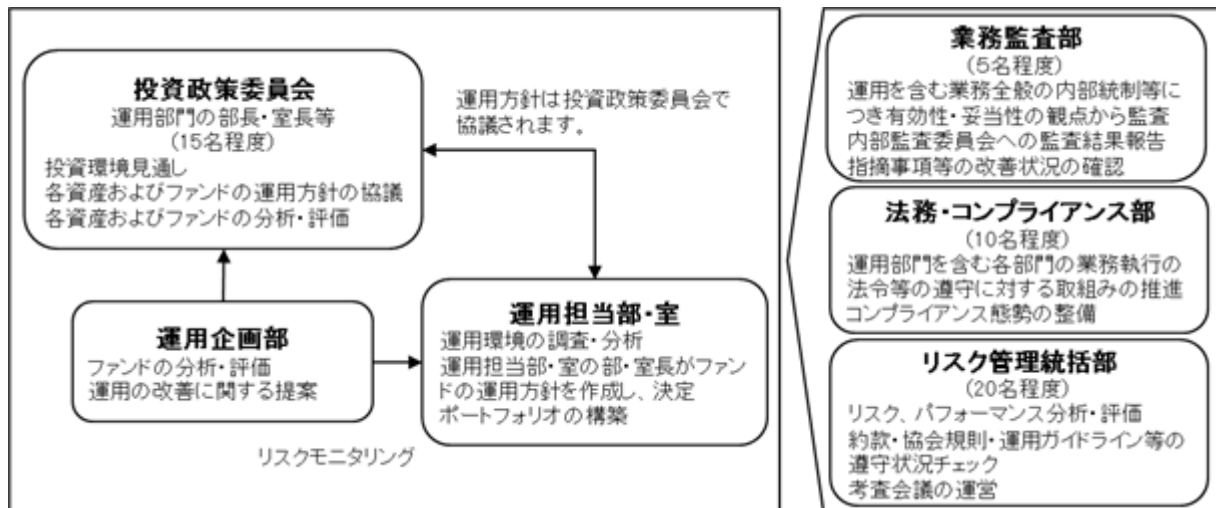 投資政策委員会
運用部門の部長・室長等
(15名程度)
投資環境見通し
各資産およびファンドの運用方針の協議
各資産およびファンドの分析・評価
運用方針は投資政策委員会で
協議されます。
運用企画部
ファンドの分析・評価
運用の改善に関する提案
運用担当部・室
運用環境の調査・分析
運用担当部・室の部・室長がファン
ドの運用方針を作成し、決定
ポートフォリオの構築
リスクモニタリング
業務監査部
(5名程度)
運用を含む業務全般の内部統制等に
つき有効性・妥当性の観点から監査
内部監査委員会への監査結果報告
指摘事項等の改善状況の確認
法務・コンプライアンス部
(10名程度)
運用部門を含む各部門の業務執行の
法令等の遵守に対する取組みの推進
コンプライアンス態勢の整備
リスク管理統括部
(20名程度)
リスク、パフォーマンス分析・評価
約款・協会規則・運用ガイドライン等の
遵守状況チェック
考査会議の運営